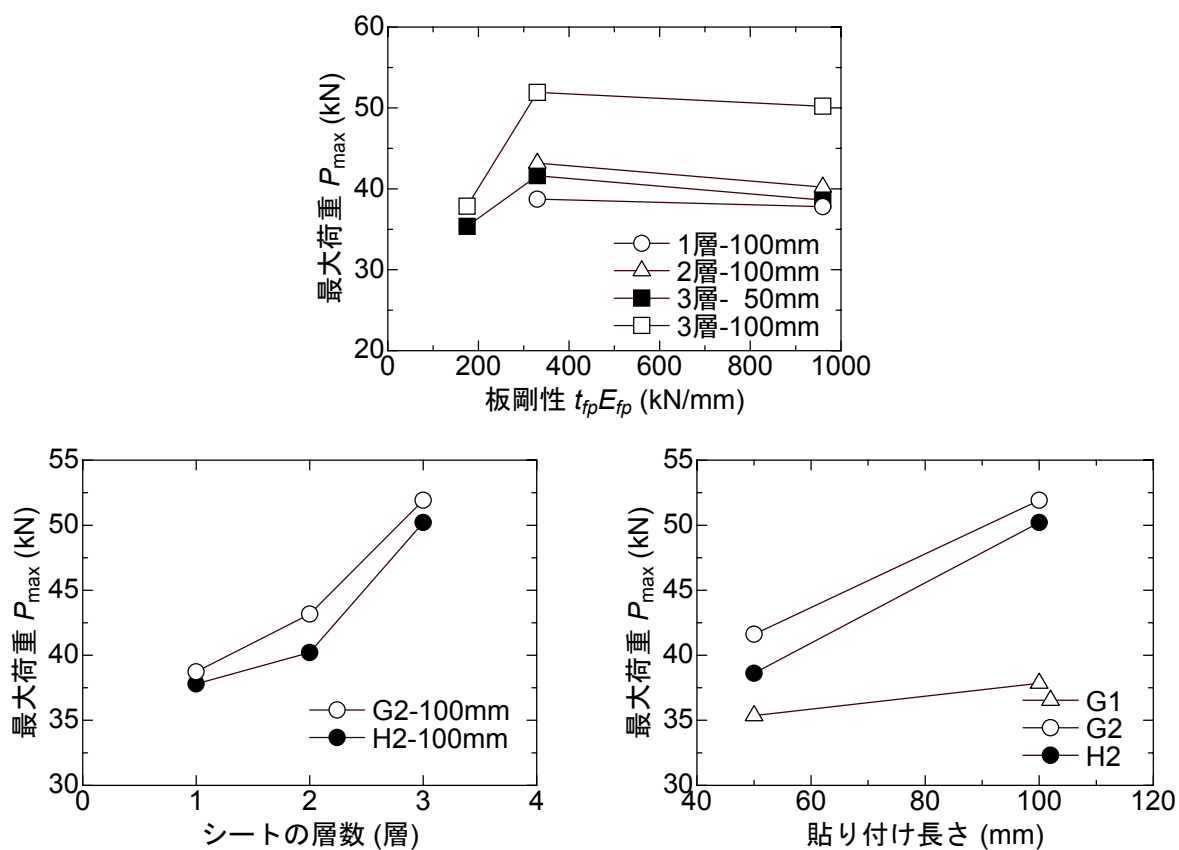 60
50
40
30
20
最大荷重 Pmax (kN)
1層-100mm
2層-100mm
3層- 50mm
3層-100mm
0 200 400 600 800 1000
板剛性 tfpEfp (kN/mm)
55
50
45
40
35
30
最大荷重 Pmax (kN)
G2-100mm
H2-100mm
0 1 2 3 4
シートの層数 (層)
55
50
45
40
35
30
最大荷重 Pmax (kN)
G1
G2
H2
40 60 80 100 120
貼り付け長さ (mm)